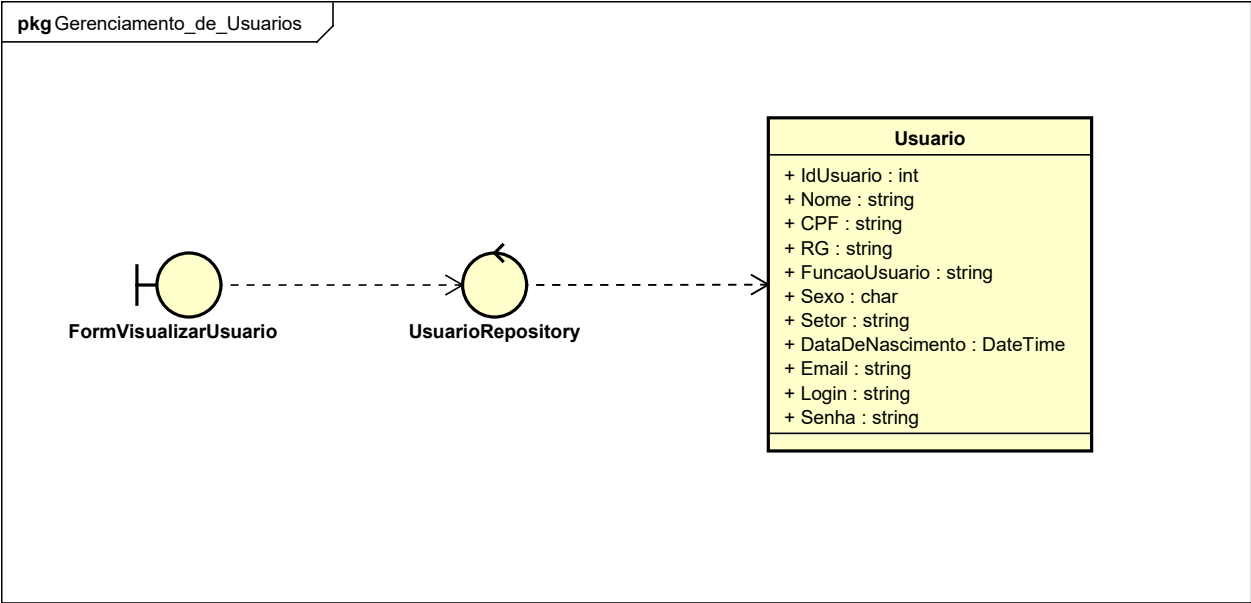 pkg Gerenciamento_de_Usuarios
Usuario
+ IdUsuario : int
+ Nome : string
+ CPF : string
+ RG : string
+ FuncaoUsuario : string
+ Sexo : char
+ Setor : string
+ DataDeNascimento : DateTime
+ Email : string
+ Login : string
+ Senha : string
FormVisualizarUsuario
UsuarioRepository